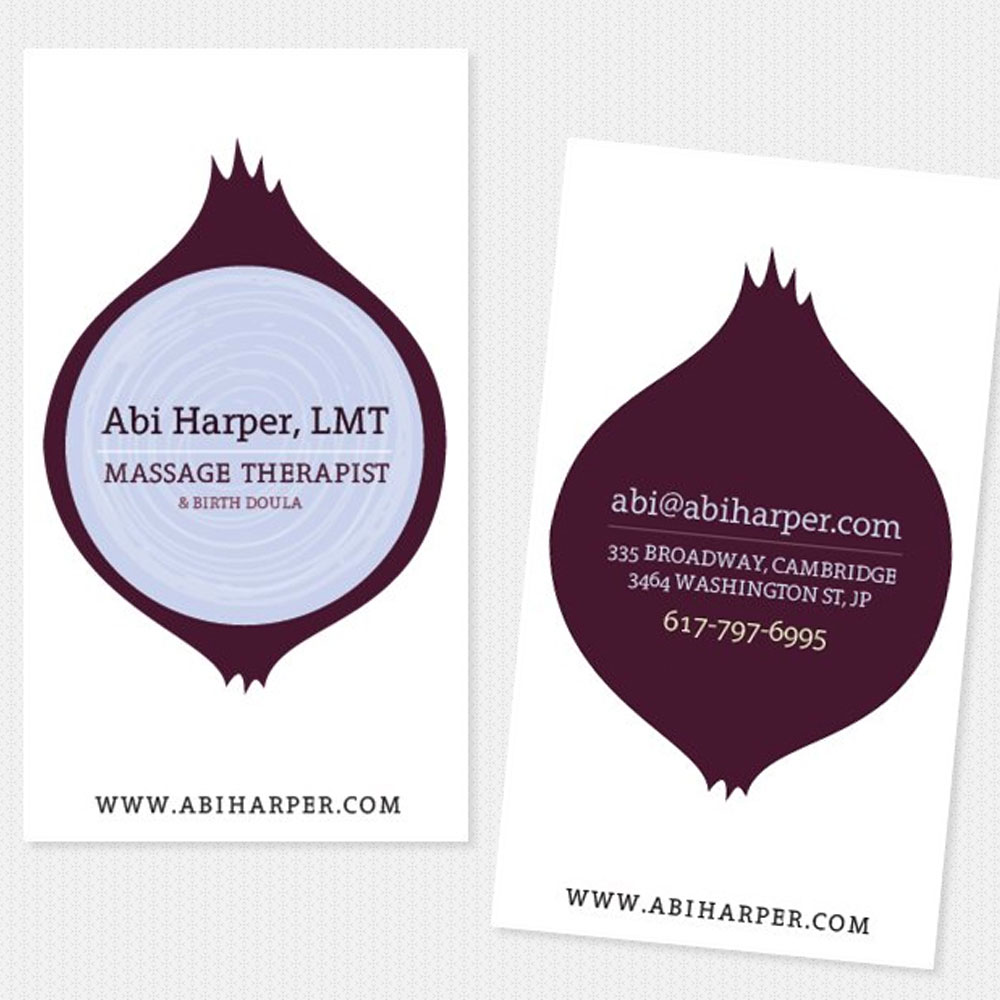 Abi Harper, LMT
MASSAGE THERAPIST
& BIRTH DOULA
WWW.ABIHARPER.COM
abi@abiharper.com
335 BROADWAY, CAMBRIDGE
3464 WASHINGTON ST, JP
617-797-6995
WWW.ABIHARPER.COM